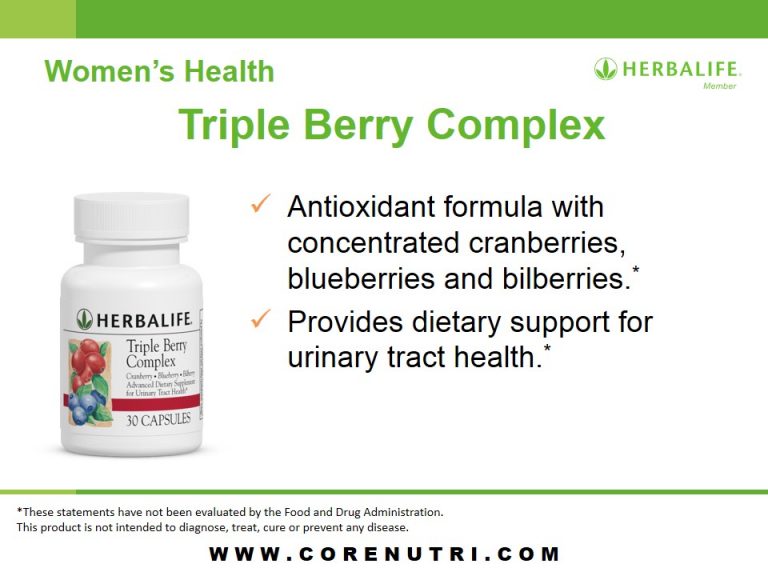 Women's Health
HERBALIFE.
Member
Triple Berry Complex
✓ Antioxidant formula with
concentrated cranberries,
blueberries and bilberries.*
✓ Provides dietary support for
urinary tract health.*
HERBALIFE.
Triple Berry
Complex
Cranberry • Blueberry • Bilberry
Advanced Dietary Supplement
for Urinary Tract Health*
30 CAPSULES
*These statements have not been evaluated by the Food and Drug Administration.
This product is not intended to diagnose, treat, cure or prevent any disease.
WWW.CORENUTRI.COM